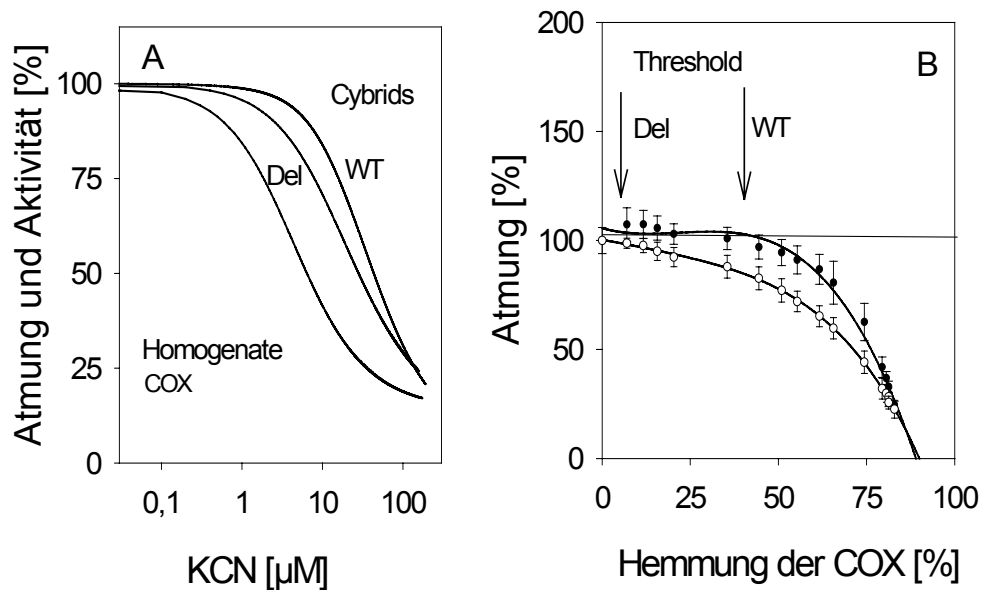 A
Cybrids
WT
Del
Homogenate
COX
Atmung und Aktivität [%]
100
75
50
25
0
0,1
1
10
100
KCN [µM]
B
Threshold
Del
WT
Atmung [%]
200
150
100
50
0
0
25
50
75
100
Hemmung der COX [%]